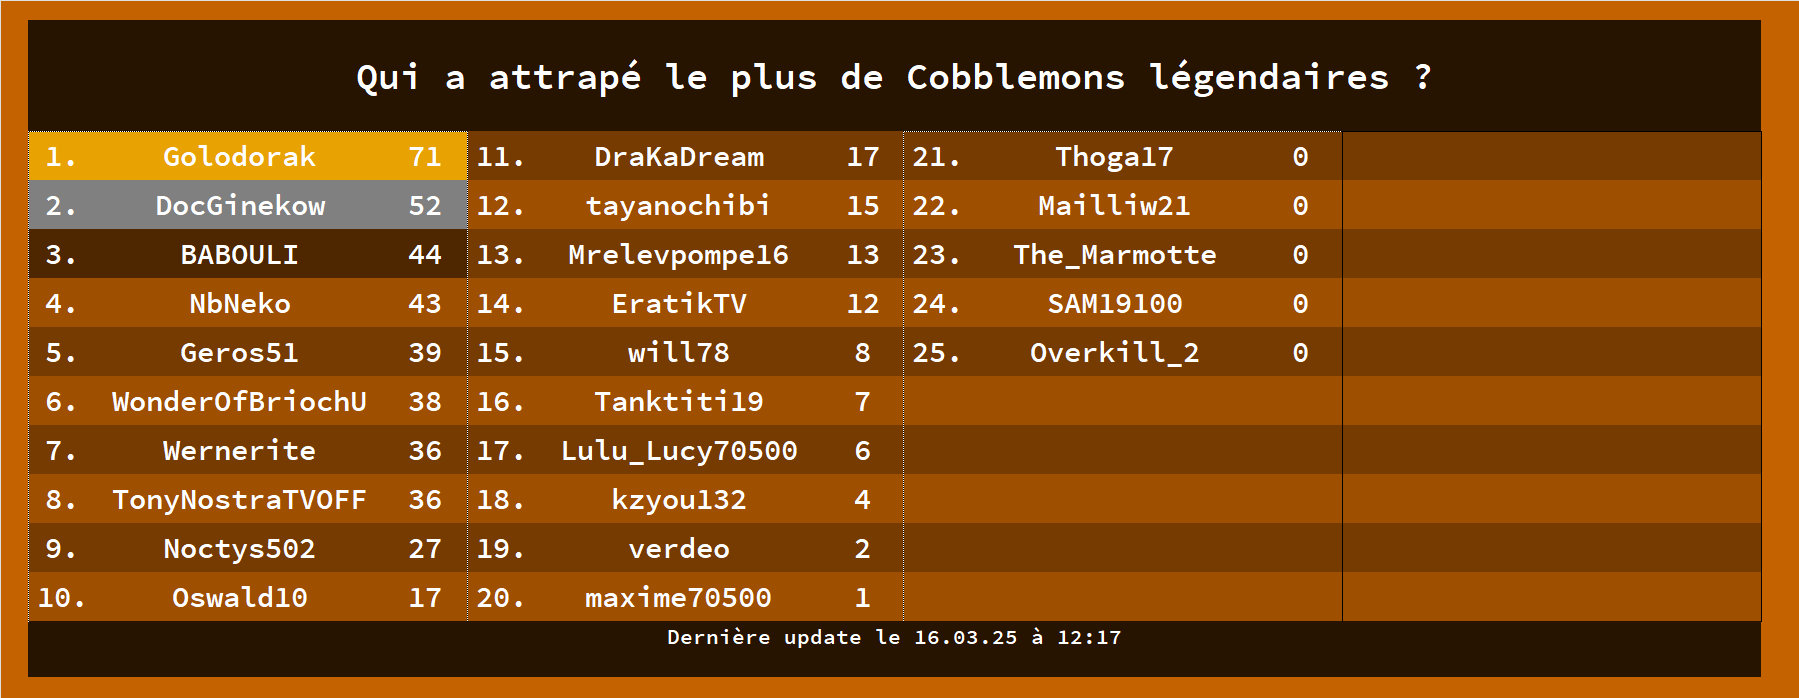 Qui a attrapé le plus de Cobblemons légendaires ?
1. Golodorak 71
2. DocGinekow 52
3. BABOULI 44
4. NbNeko 43
5. Geros51 39
6. WonderOfBriochU 38
7. Wernerite 36
8. TonyNostraTVOFF 36
9. Noctys502 27
10. Oswald10 17
11. DraKaDream 17
12. tayanochibi 15
13. Mrelevpompe16 13
14. EratikTV 12
15. will78 8
16. Tanktiti19 7
17. Lulu_Lucy70500 6
18. kzyou132 4
19. verdeo 2
20. maxime70500 1
21. Thoga17 0
22. Mailliw21 0
23. The_Marmotte 0
24. SAM19100 0
25. Overkill_2 0
Dernière update le 16.03.25 à 12:17